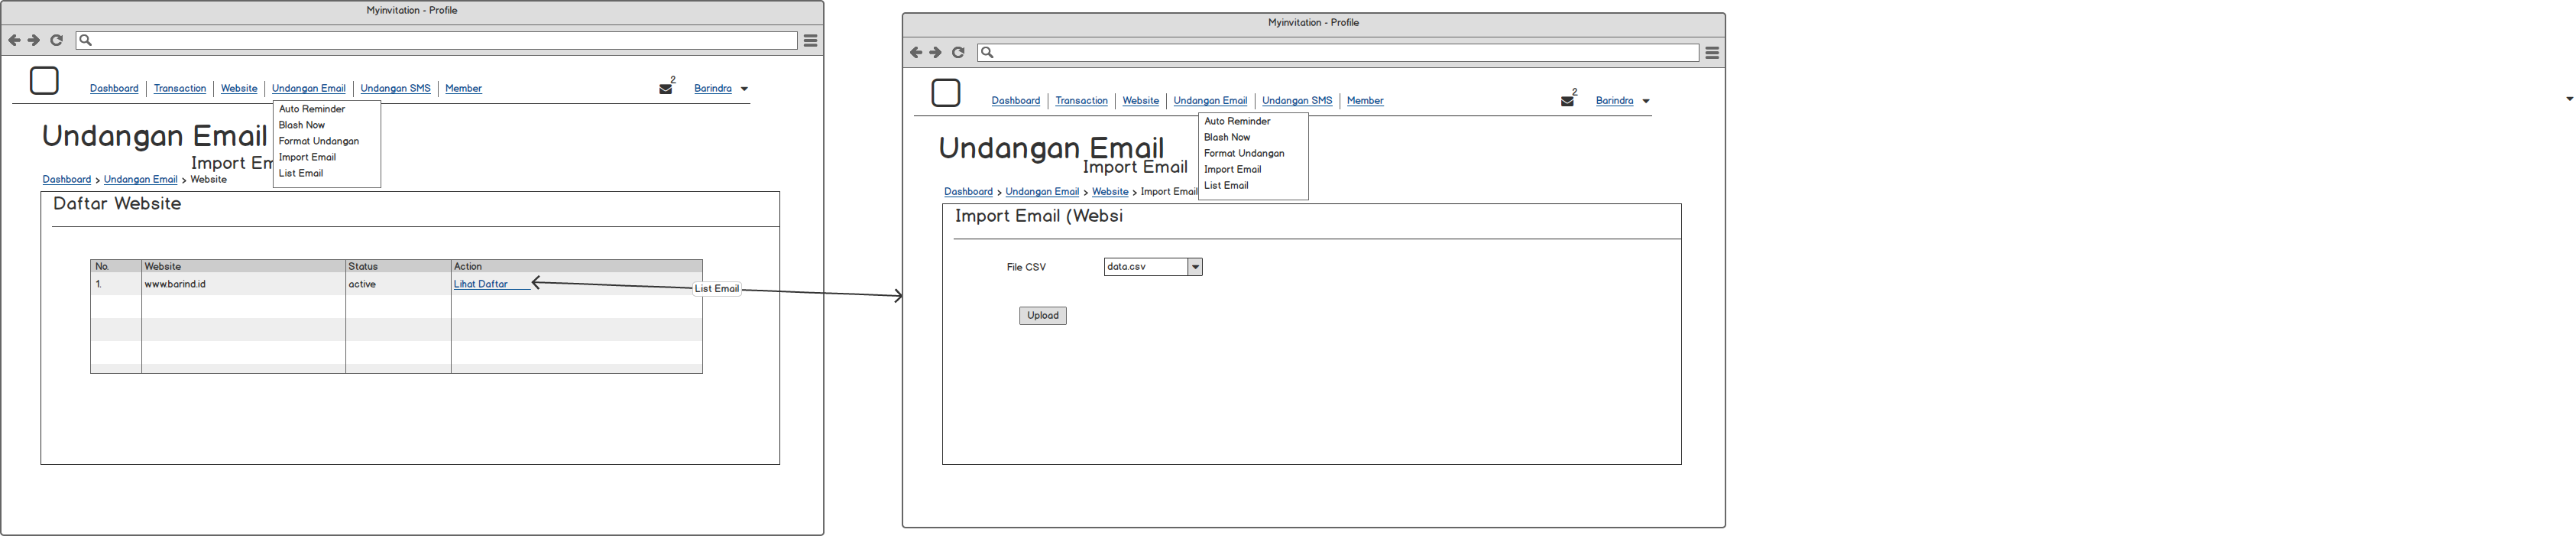 Myinvitation - Profile
Dashboard Transaction Website Undangan Email Undangan SMS Member 2 Barindra
Auto Reminder
Blash Now
Format Undangan
Import Email
List Email
Undangan Email
Import Em
Dashboard > Undangan Email > Website
Daftar Website
No. Website Status Action
1. www.barind.id active Lihat Daftar
List Email
Myinvitation - Profile
Dashboard Transaction Website Undangan Email Undangan SMS Member 2 Barindra
Auto Reminder
Blash Now
Format Undangan
Import Email
List Email
Undangan Email
Import Email
Dashboard > Undangan Email > Website > Import Email
Import Email (Websi
File CSV data.csv
Upload